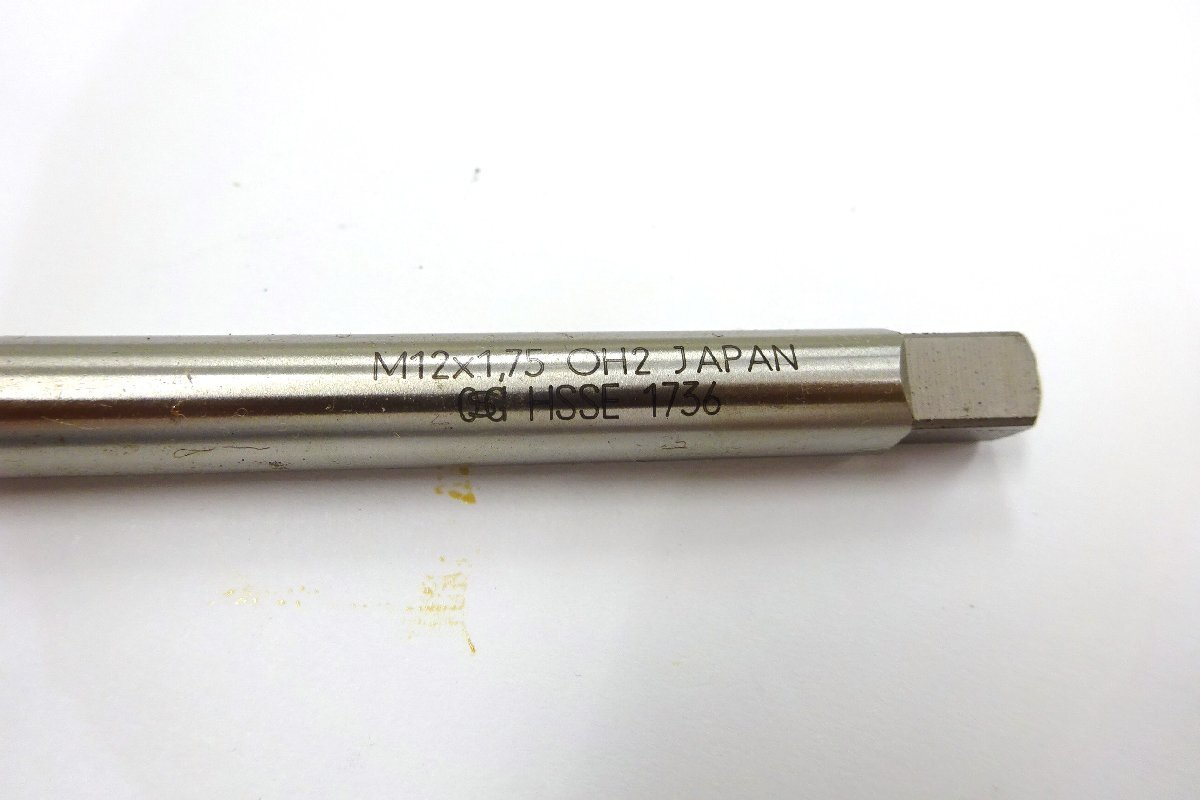 M12x1,75 OH2 JAPAN
OSG HSSE 1736